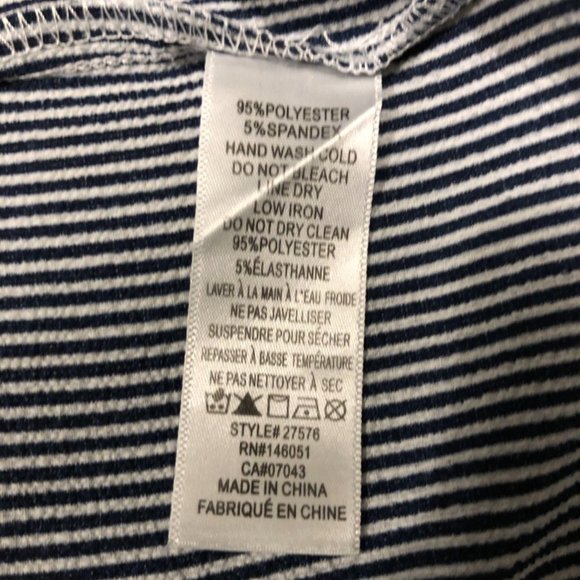 95%POLYESTER
5%SPANDEX
HAND WASH COLD
DO NOT BLEACH
LINE DRY
LOW IRON
DO NOT DRY CLEAN
95%POLYESTER
5%ÉLASTHANNE
LAVER À LA MAIN À L'EAU FROIDE
NE PAS JAVELLISER
SUSPENDRE POUR SÉCHER
REPASSER À BASSE TEMPÉRATURE
NE PAS NETTOYER À SEC
STYLE# 27576
RN#146051
CA#07043
MADE IN CHINA
FABRIQUÉ EN CHINE